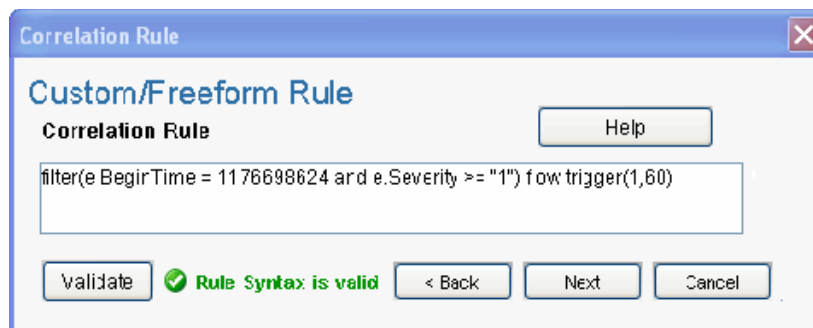 Correlation Rule
Custom/Freeform Rule
Correlation Rule
Help
filter(e.BeginTime = 1176698624 and e.Severity >= "1") flow trigger(1,60)
Validate
Rule Syntax is valid
< Back
Next
Cancel